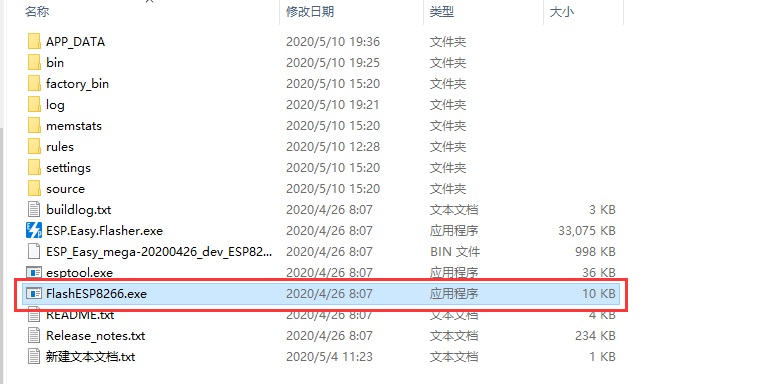 名称 修改日期 类型 大小
APP_DATA 2020/5/10 19:36 文件夹
bin 2020/5/10 19:25 文件夹
factory_bin 2020/5/10 15:20 文件夹
log 2020/5/10 19:21 文件夹
memstats 2020/5/10 15:20 文件夹
rules 2020/5/10 12:28 文件夹
settings 2020/5/10 15:20 文件夹
source 2020/5/10 15:20 文件夹
buildlog.txt 2020/4/26 8:07 文本文档 3 KB
ESP.Easy.Flasher.exe 2020/4/26 8:07 应用程序 33,075 KB
ESP_Easy_mega-20200426_dev_ESP82... 2020/4/26 8:07 BIN 文件 998 KB
esptool.exe 2020/4/26 8:07 应用程序 36 KB
FlashESP8266.exe 2020/4/26 8:07 应用程序 10 KB
README.txt 2020/4/26 8:07 文本文档 4 KB
Release_notes.txt 2020/4/26 8:07 文本文档 234 KB
新建文本文档.txt 2020/5/4 11:23 文本文档 1 KB